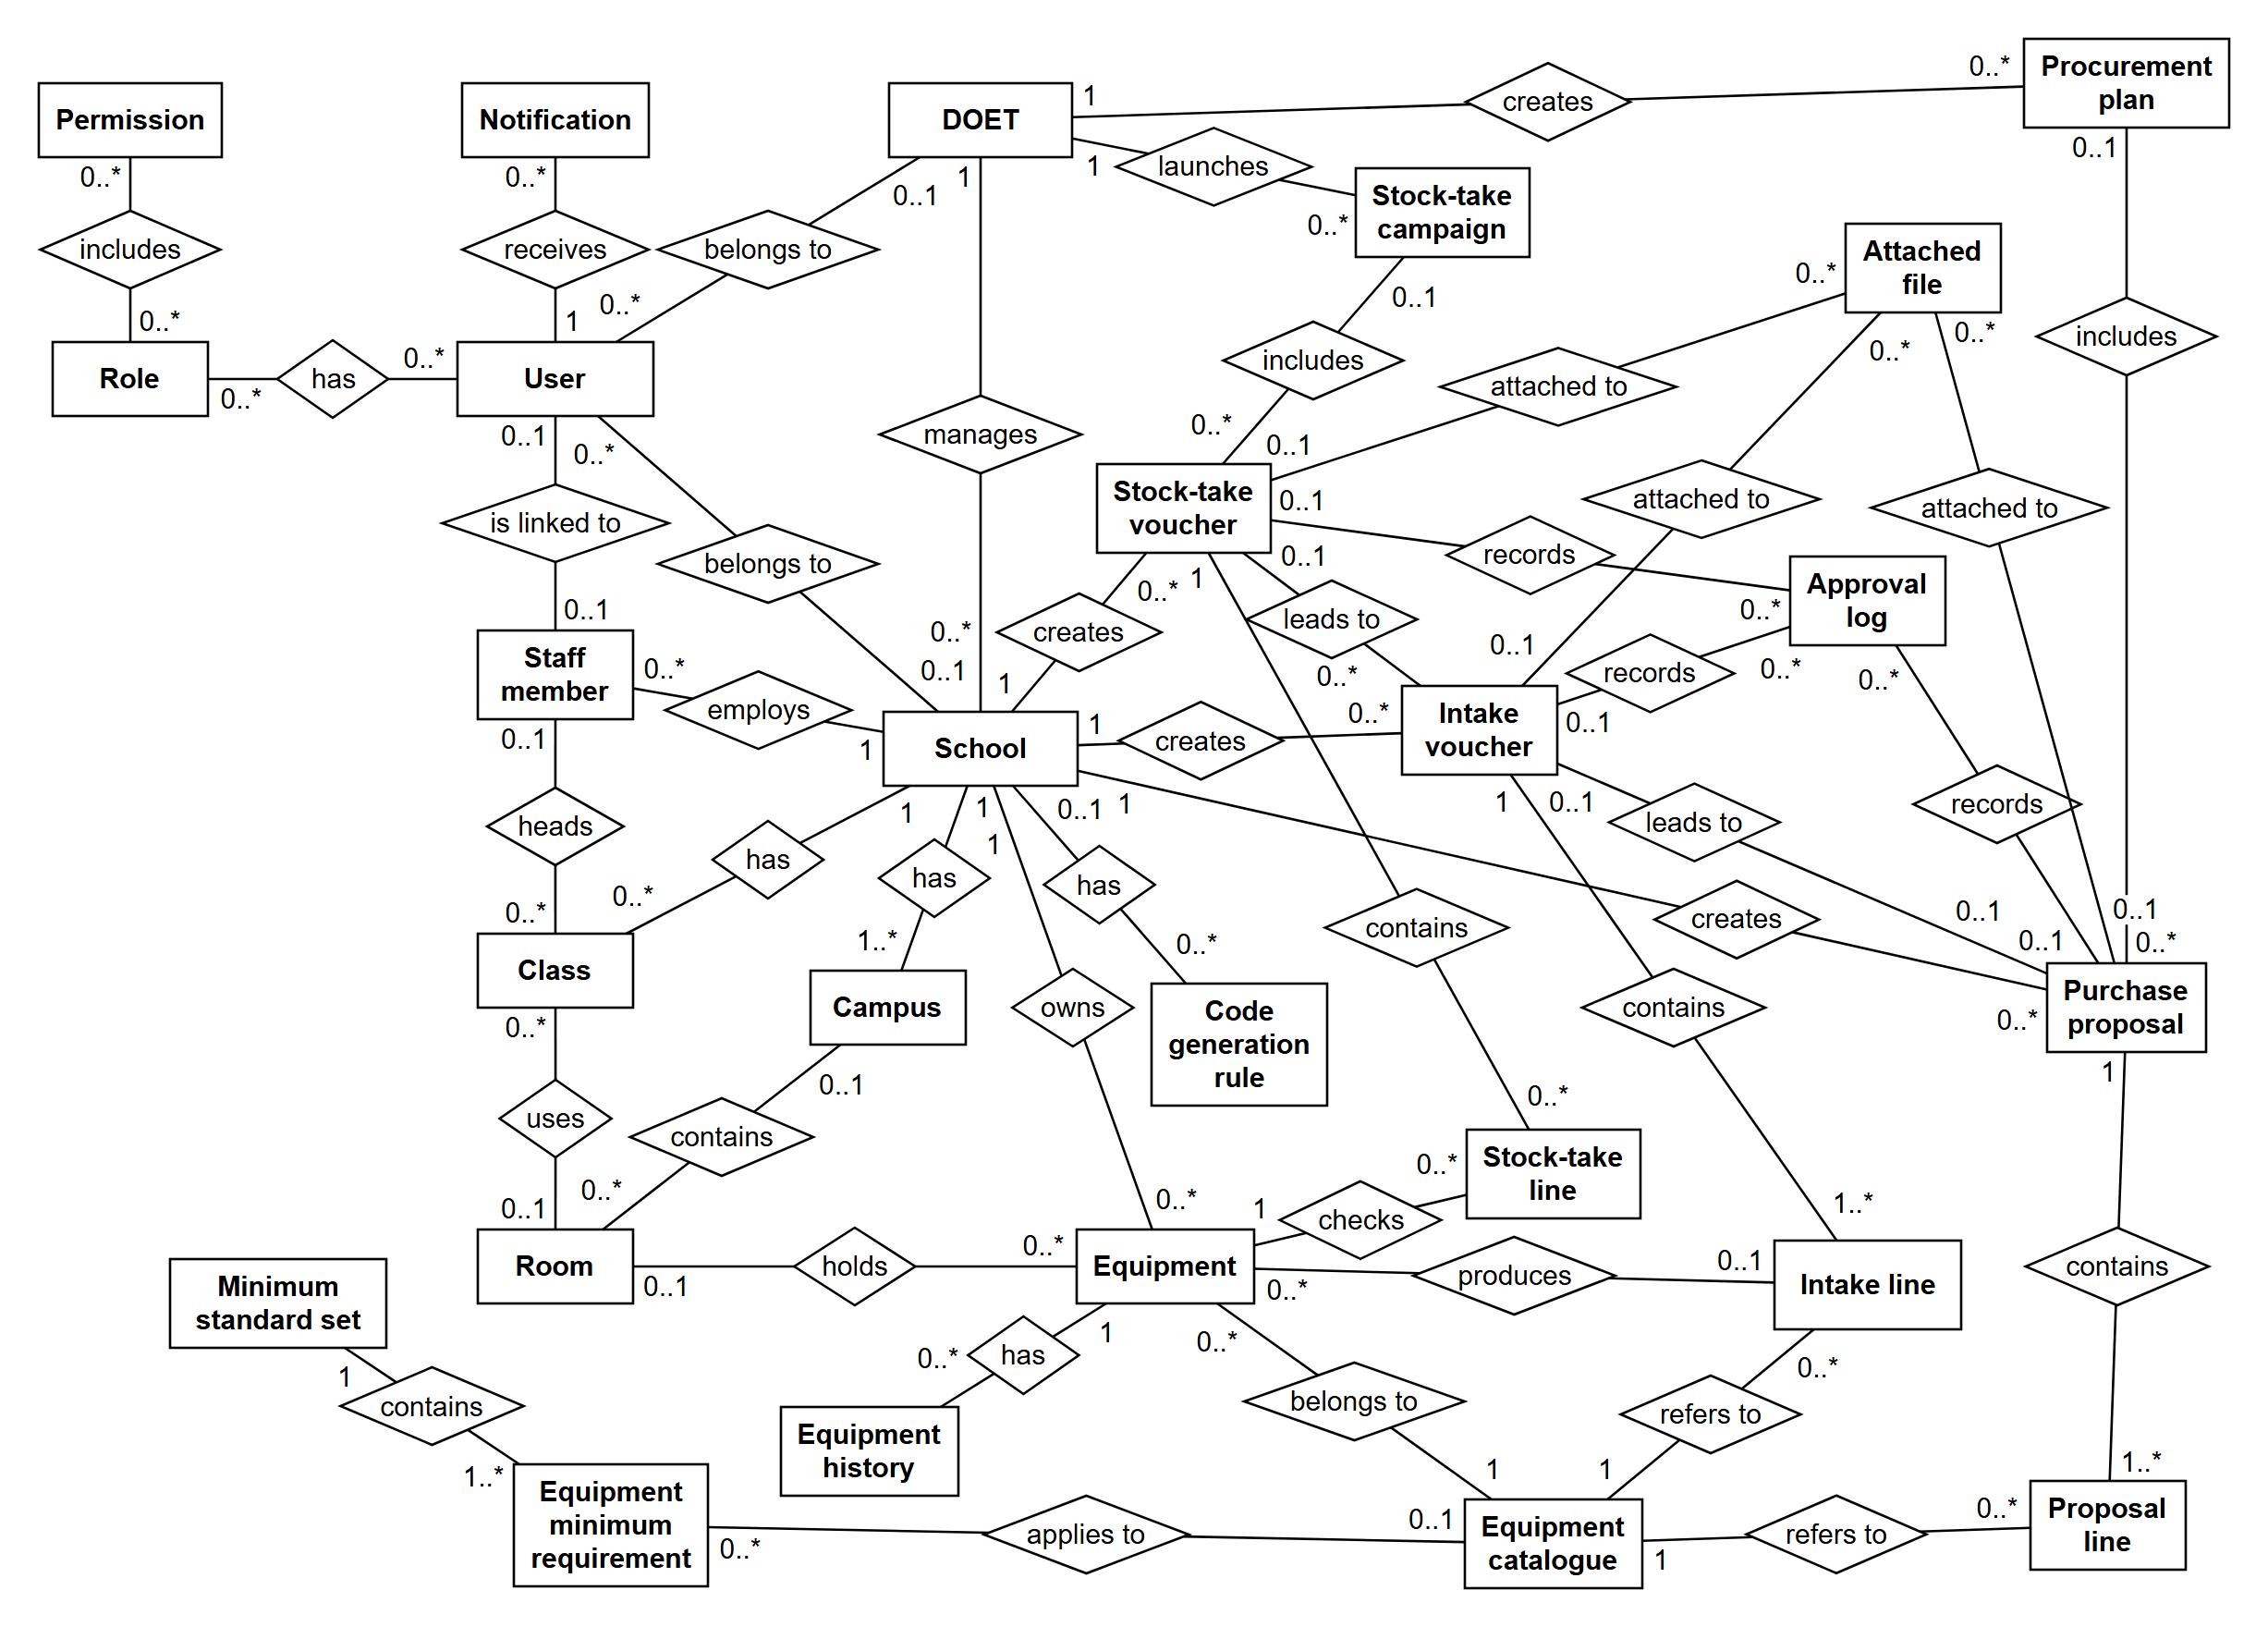 Procurement
plan
0..*
creates
1
Permission
Notification
DOET
0..*
0..*
0..1
1
1
launches
0..1
Stock-take
campaign
0..*
includes
receives
belongs to
Attached
file
0..*
0..*
0..1
0..*
0..*
0..*
1
0..*
includes
includes
attached to
Role
0..*
has
0..*
User
0..1
0..*
manages
0..*
0..1
Stock-take
voucher
0..1
0..1
attached to
attached to
is linked to
belongs to
records
0..1
0..*
1
0..*
creates
leads to
Approval
log
0..*
0..*
0..*
0..1
0..*
0..1
1
0..*
0..1
records
Staff
member
0..*
employs
1
School
1
creates
0..*
Intake
voucher
0..1
0..1
1
1
1
0..1
1
1
0..1
records
heads
has
has
has
leads to
0..*
0..*
1..*
0..*
contains
creates
0..1
0..1
0..1
0..*
Class
Campus
owns
Code
generation
rule
contains
Purchase
proposal
0..*
0..*
0..1
1
uses
contains
0..*
0..1
0..*
0..*
0..*
1
checks
Stock-take
line
1..*
Room
0..1
holds
0..*
Equipment
0..*
produces
0..1
Intake line
contains
Minimum
standard set
1
0..*
has
1
0..*
0..*
contains
belongs to
refers to
1..*
Equipment
history
1
1
1..*
Equipment
minimum
requirement
0..*
applies to
0..1
Equipment
catalogue
1
refers to
0..*
Proposal
line